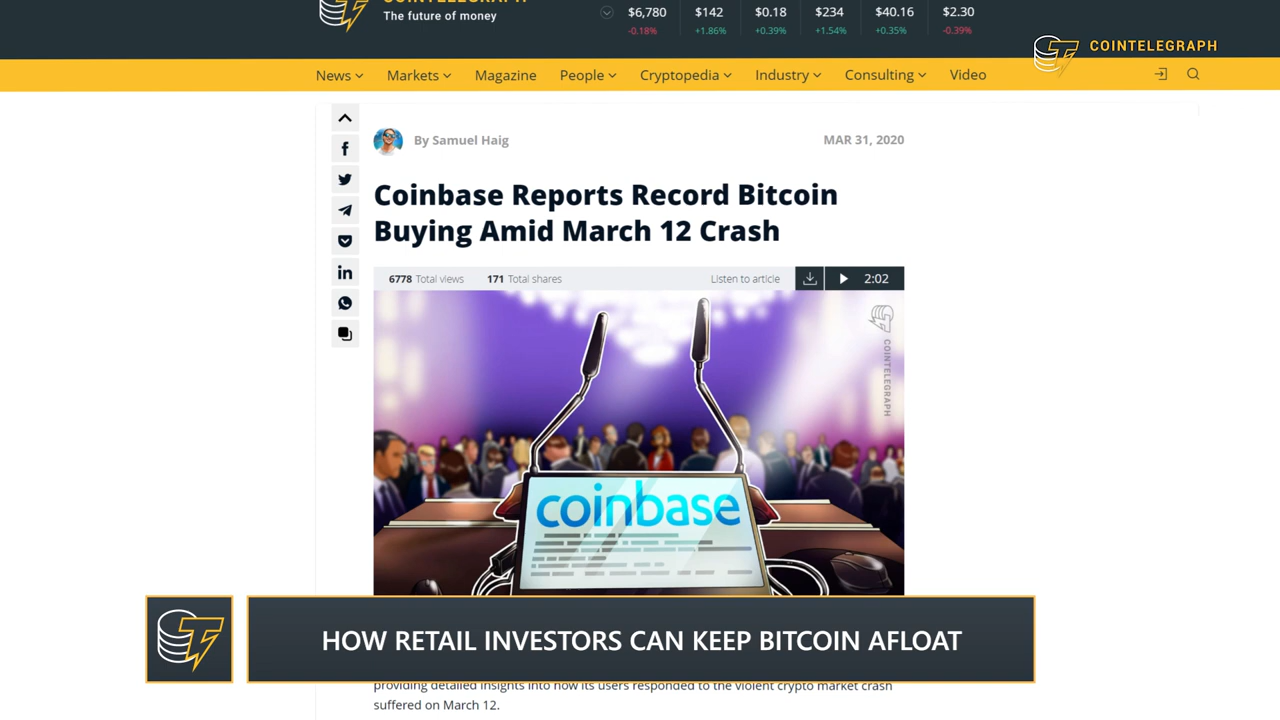 The future of money
$6,780 $142 $0.18 $234 $40.16 $2.30
-0.18% +1.86% +0.39% +1.54% +0.35% -0.39%
COINTELEGRAPH
News Markets Magazine People Cryptopedia Industry Consulting Video
By Samuel Haig MAR 31, 2020
Coinbase Reports Record Bitcoin
Buying Amid March 12 Crash
6778 Total views 171 Total shares Listen to article 2:02
COINTELEGRAPH
coinbase
HOW RETAIL INVESTORS CAN KEEP BITCOIN AFLOAT
providing detailed insights into how its users responded to the violent crypto market crash
suffered on March 12.